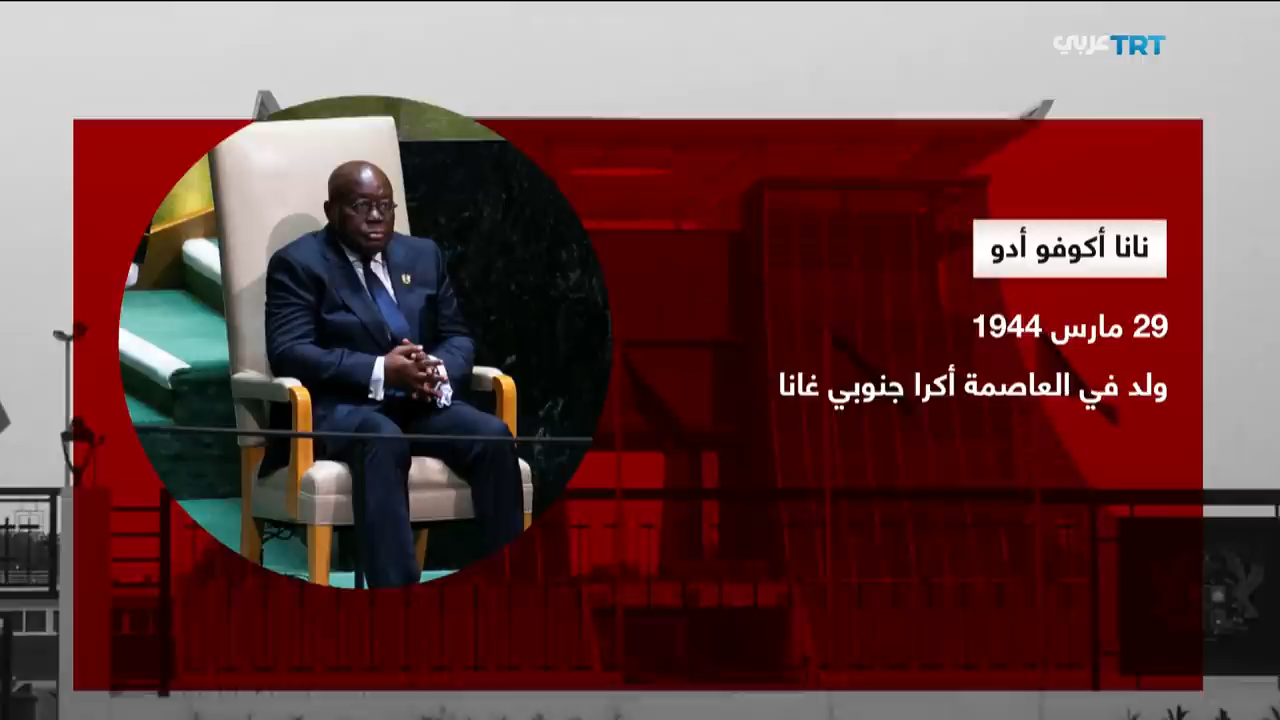 TRT عربي
نانا أكوفو أدو
29 مارس 1944
ولد في العاصمة أكرا جنوبي غانا